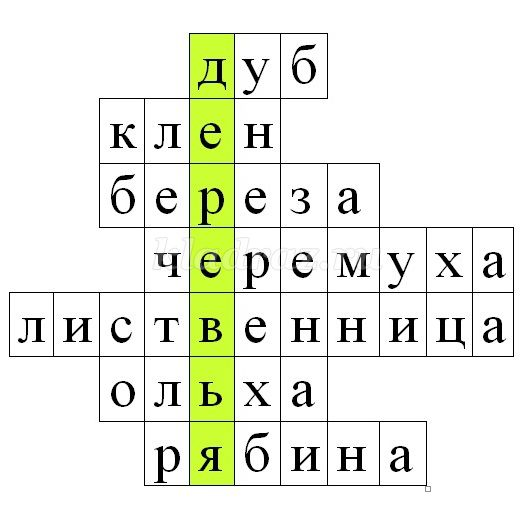 дуб
клен
береза
черемуха
лиственница
ольха
рябина